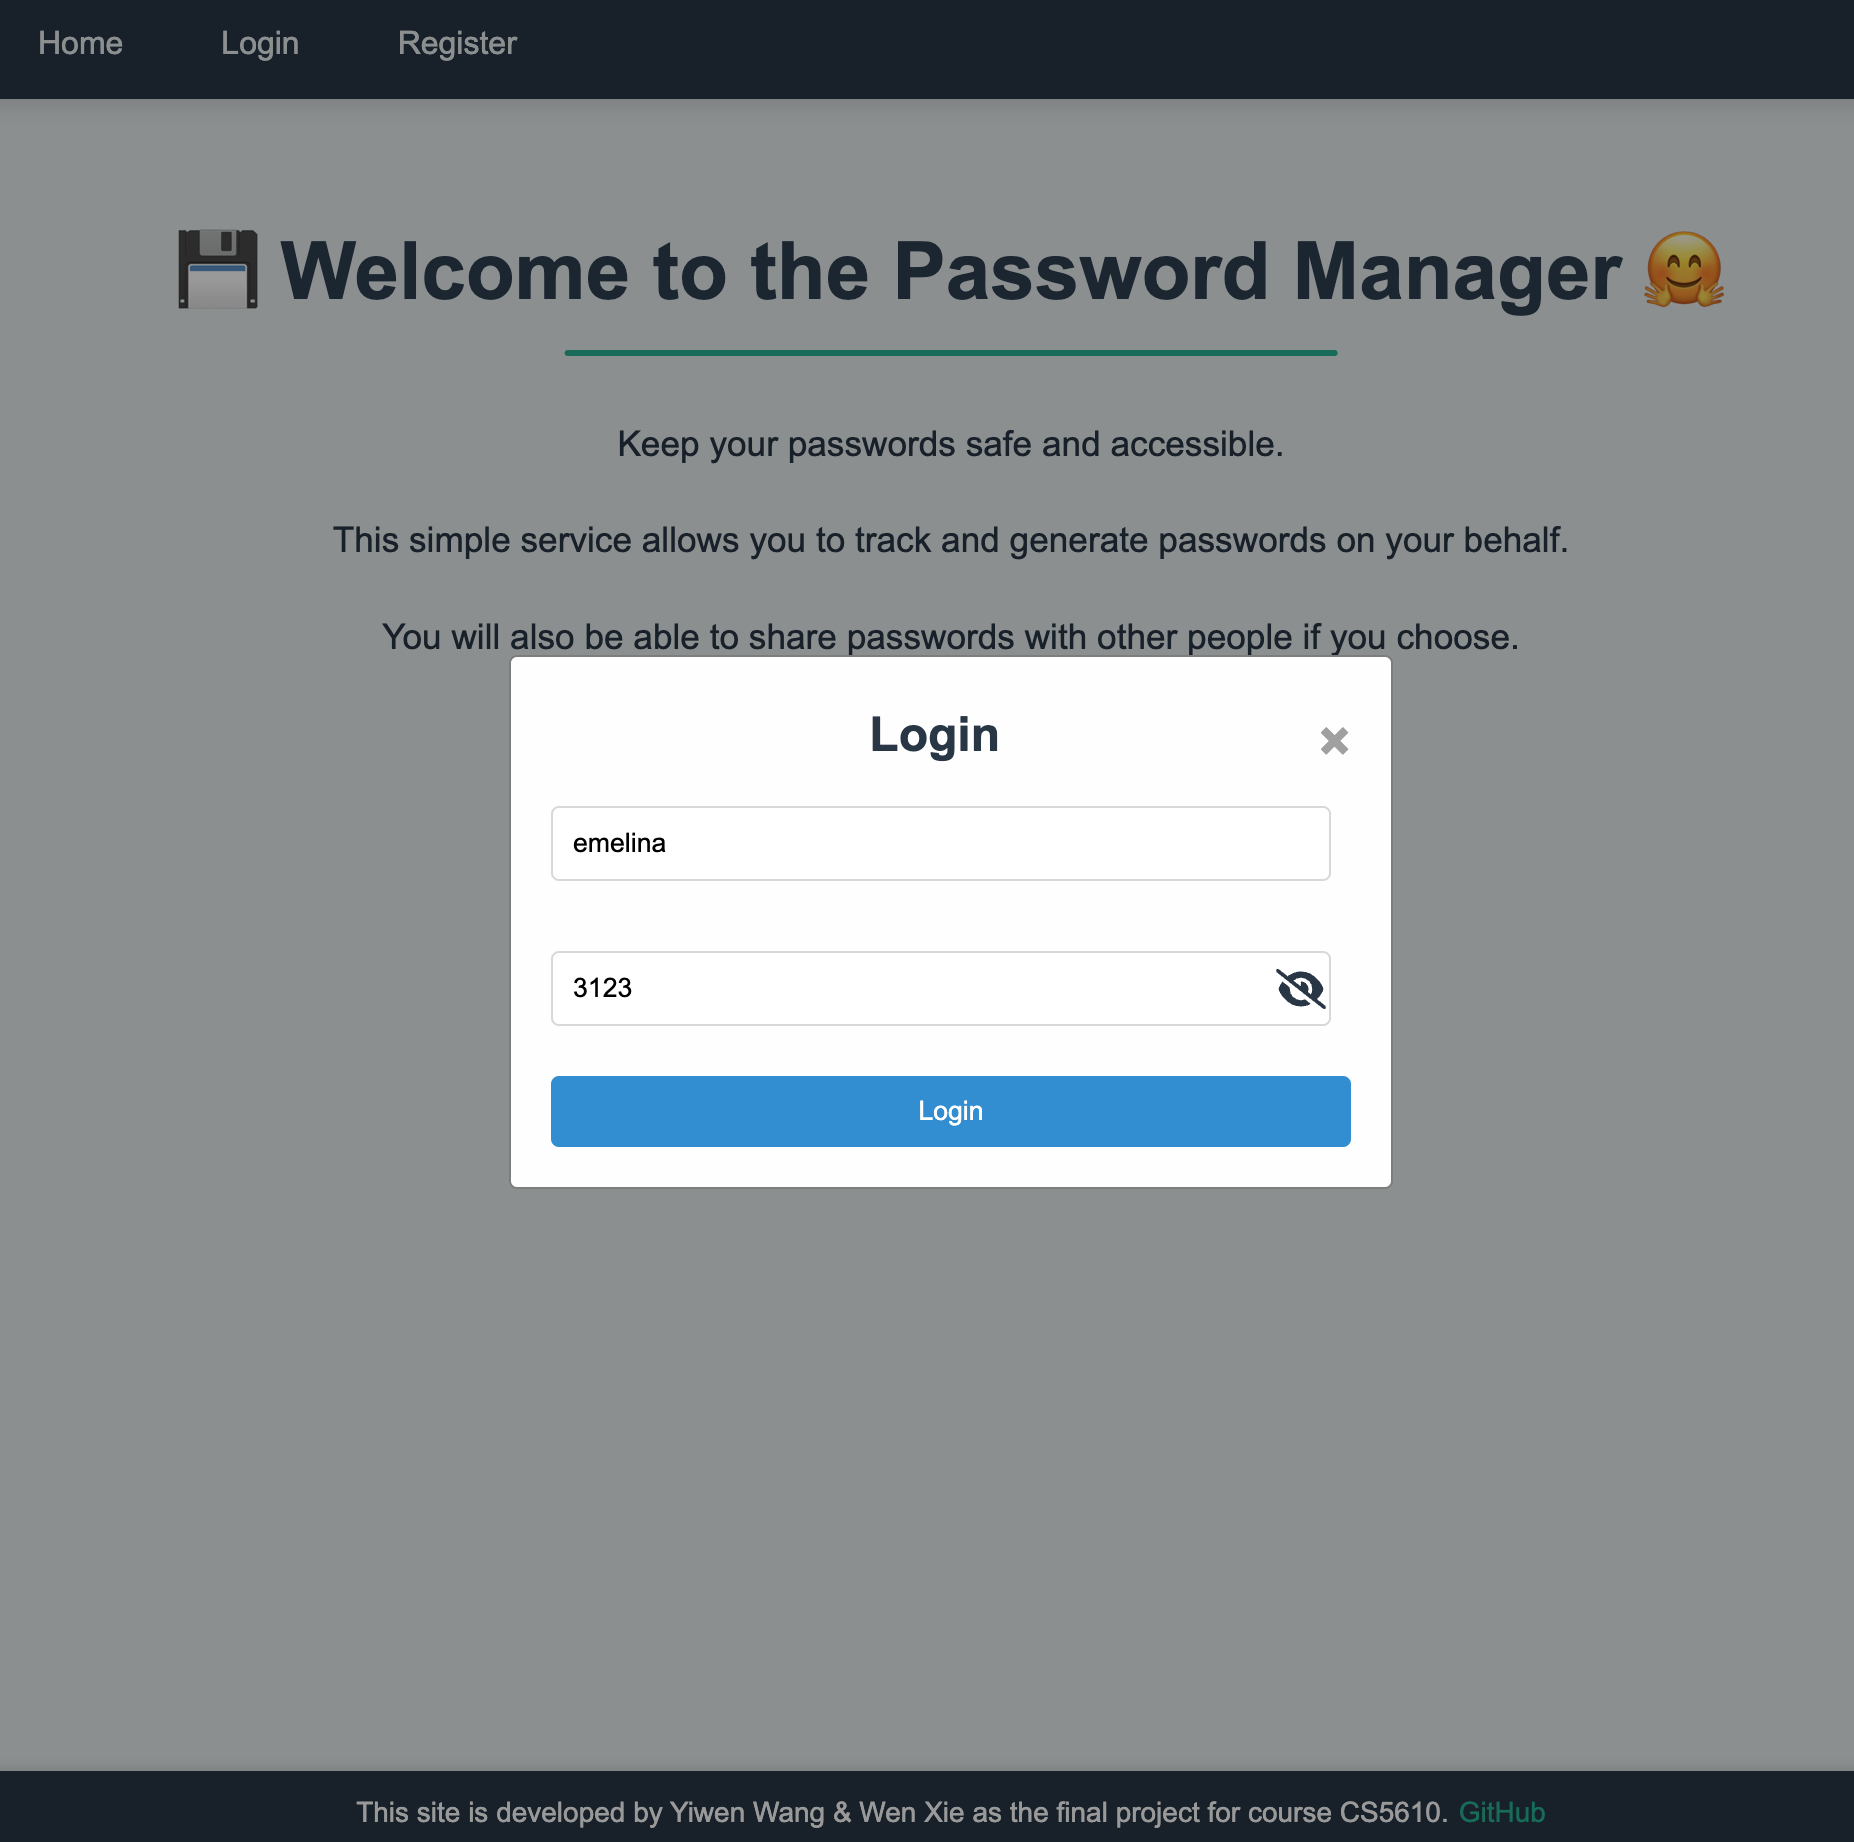 Home Login Register
Welcome to the Password Manager
Keep your passwords safe and accessible.
This simple service allows you to track and generate passwords on your behalf.
You will also be able to share passwords with other people if you choose.
Login
emelina
3123
Login
This site is developed by Yiwen Wang & Wen Xie as the final project for course CS5610. GitHub